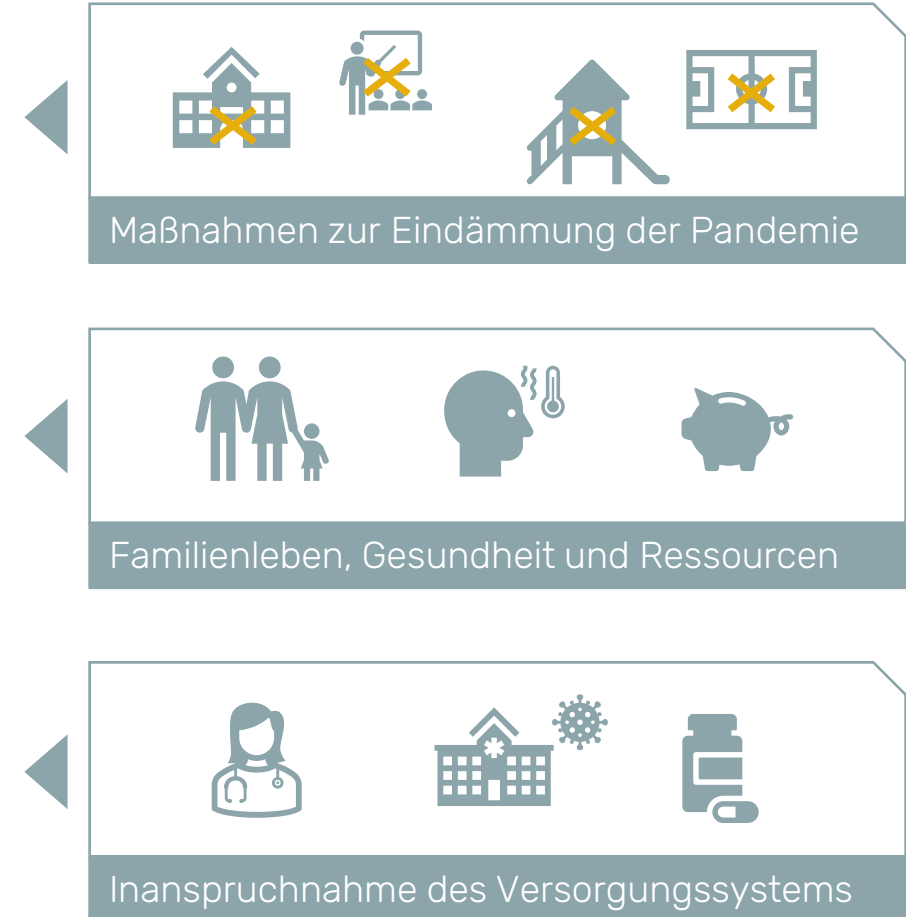 Maßnahmen zur Eindämmung der Pandemie
Familienleben, Gesundheit und Ressourcen
Inanspruchnahme des Versorgungssystems